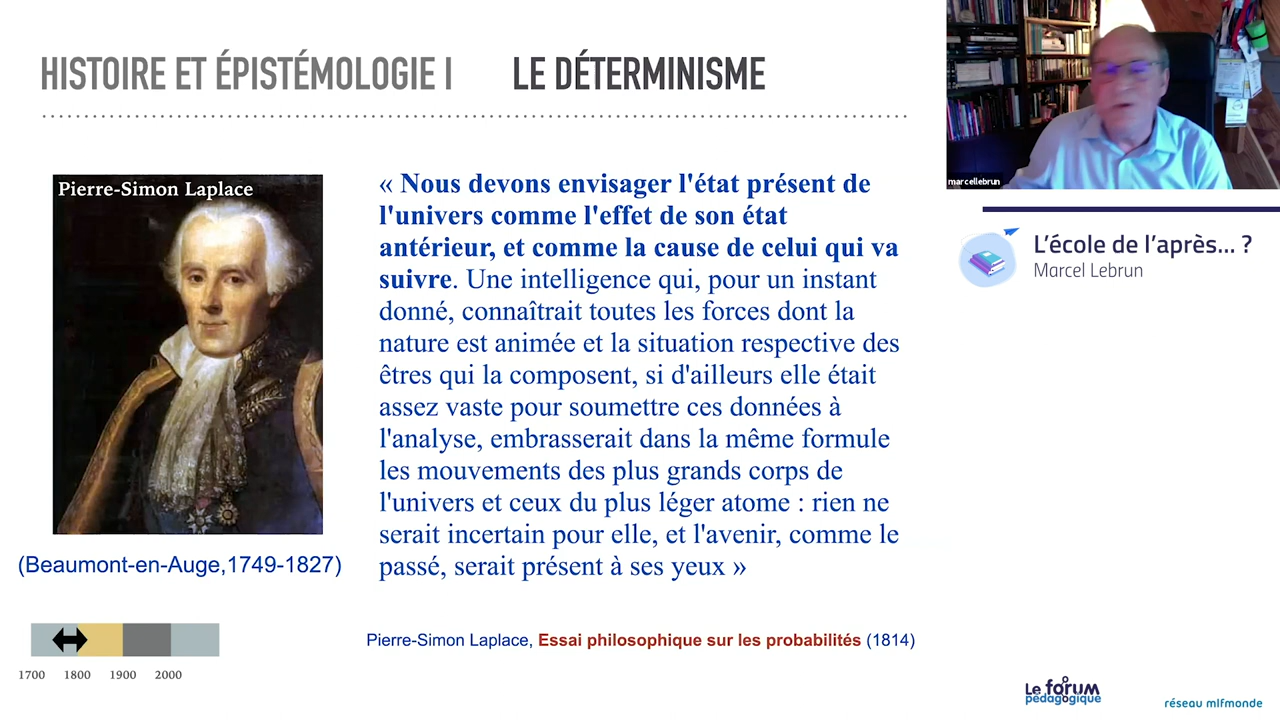 HISTOIRE ET ÉPISTÉMOLOGIE I LE DÉTERMINISME
Pierre-Simon Laplace
« Nous devons envisager l'état présent de
l'univers comme l'effet de son état
antérieur, et comme la cause de celui qui va
suivre. Une intelligence qui, pour un instant
donné, connaîtrait toutes les forces dont la
nature est animée et la situation respective des
êtres qui la composent, si d'ailleurs elle était
assez vaste pour soumettre ces données à
l'analyse, embrasserait dans la même formule
les mouvements des plus grands corps de
l'univers et ceux du plus léger atome : rien ne
serait incertain pour elle, et l'avenir, comme le
passé, serait présent à ses yeux »
(Beaumont-en-Auge,1749-1827)
Pierre-Simon Laplace, Essai philosophique sur les probabilités (1814)
1700 1800 1900 2000
marcellebrun
L'école de l'après... ?
Marcel Lebrun
Le forum
pédagogique
réseau mlfmonde